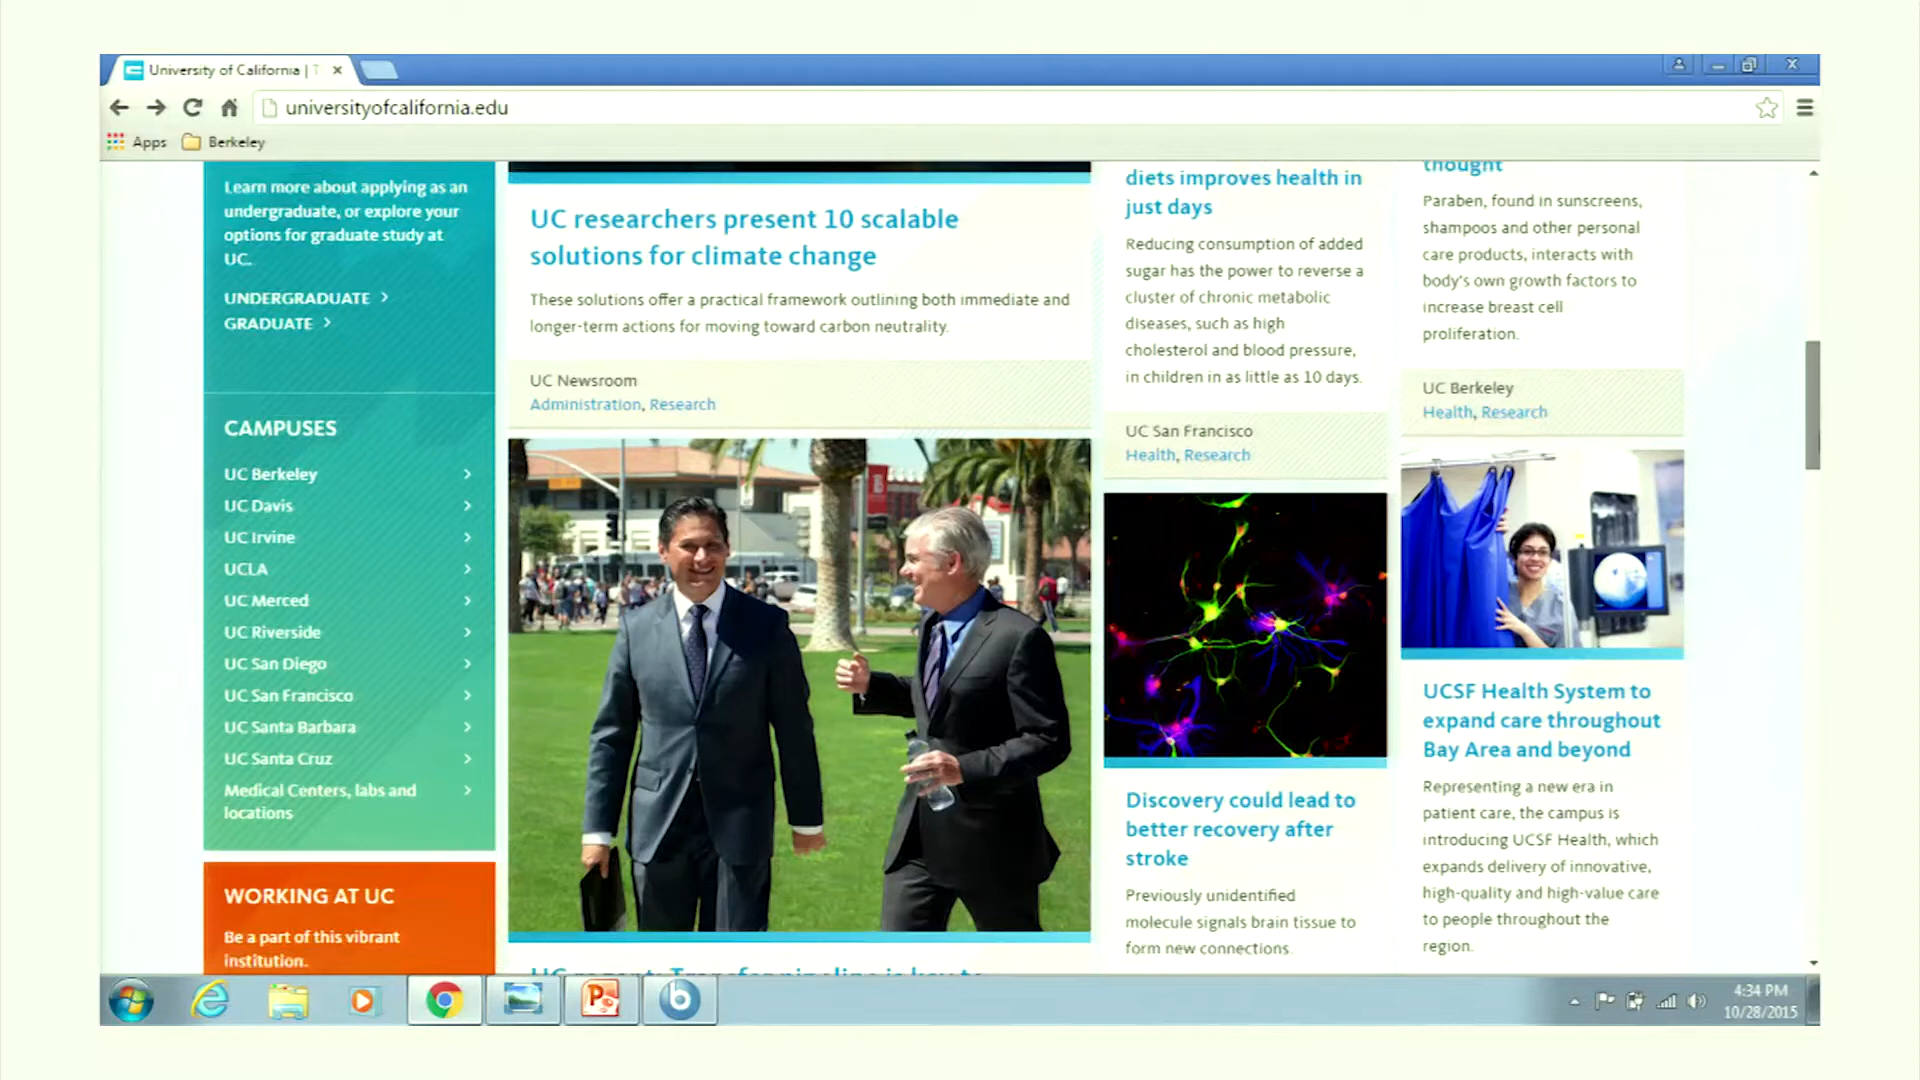 University of California | T
universityofcalifornia.edu
Apps
Berkeley
Learn more about applying as an
undergraduate, or explore your
options for graduate study at
UC.
UNDERGRADUATE
GRADUATE
CAMPUSES
UC Berkeley
UC Davis
UC Irvine
UCLA
UC Merced
UC Riverside
UC San Diego
UC San Francisco
UC Santa Barbara
UC Santa Cruz
Medical Centers, labs and
locations
WORKING AT UC
Be a part of this vibrant
institution.
UC researchers present 10 scalable
solutions for climate change
These solutions offer a practical framework outlining both immediate and
longer-term actions for moving toward carbon neutrality.
UC Newsroom
Administration, Research
UC regent: Transfer pipeline is key to
diets improves health in
just days
Reducing consumption of added
sugar has the power to reverse a
cluster of chronic metabolic
diseases, such as high
cholesterol and blood pressure,
in children in as little as 10 days.
UC San Francisco
Health, Research
Discovery could lead to
better recovery after
stroke
Previously unidentified
molecule signals brain tissue to
form new connections.
thought
Paraben, found in sunscreens,
shampoos and other personal
care products, interacts with
body's own growth factors to
increase breast cell
proliferation.
UC Berkeley
Health, Research
UCSF Health System to
expand care throughout
Bay Area and beyond
Representing a new era in
patient care, the campus is
introducing UCSF Health, which
expands delivery of innovative,
high-quality and high-value care
to people throughout the
region.
4:34 PM
10/28/2015